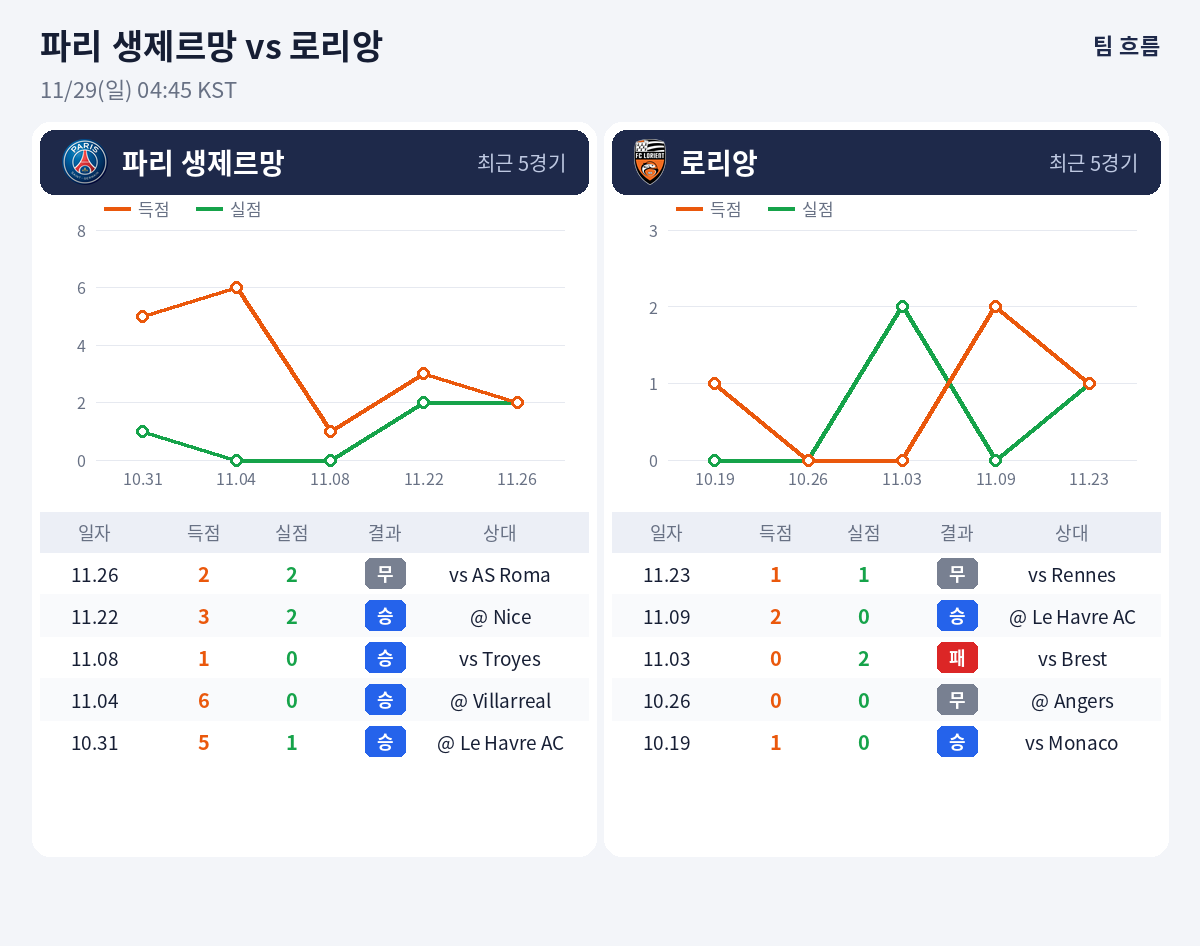 파리 생제르망 vs 로리앙
팀 흐름
11/29(일) 04:45 KST
PARIS
파리 생제르망
최근 5경기
득점 실점
8
6
4
2
0
10.31 11.04 11.08 11.22 11.26
일자 득점 실점 결과 상대
11.26 2 2 무 vs AS Roma
11.22 3 2 승 @ Nice
11.08 1 0 승 vs Troyes
11.04 6 0 승 @ Villarreal
10.31 5 1 승 @ Le Havre AC
FC LORIENT
로리앙
최근 5경기
득점 실점
3
2
1
0
10.19 10.26 11.03 11.09 11.23
일자 득점 실점 결과 상대
11.23 1 1 무 vs Rennes
11.09 2 0 승 @ Le Havre AC
11.03 0 2 패 vs Brest
10.26 0 0 무 @ Angers
10.19 1 0 승 vs Monaco